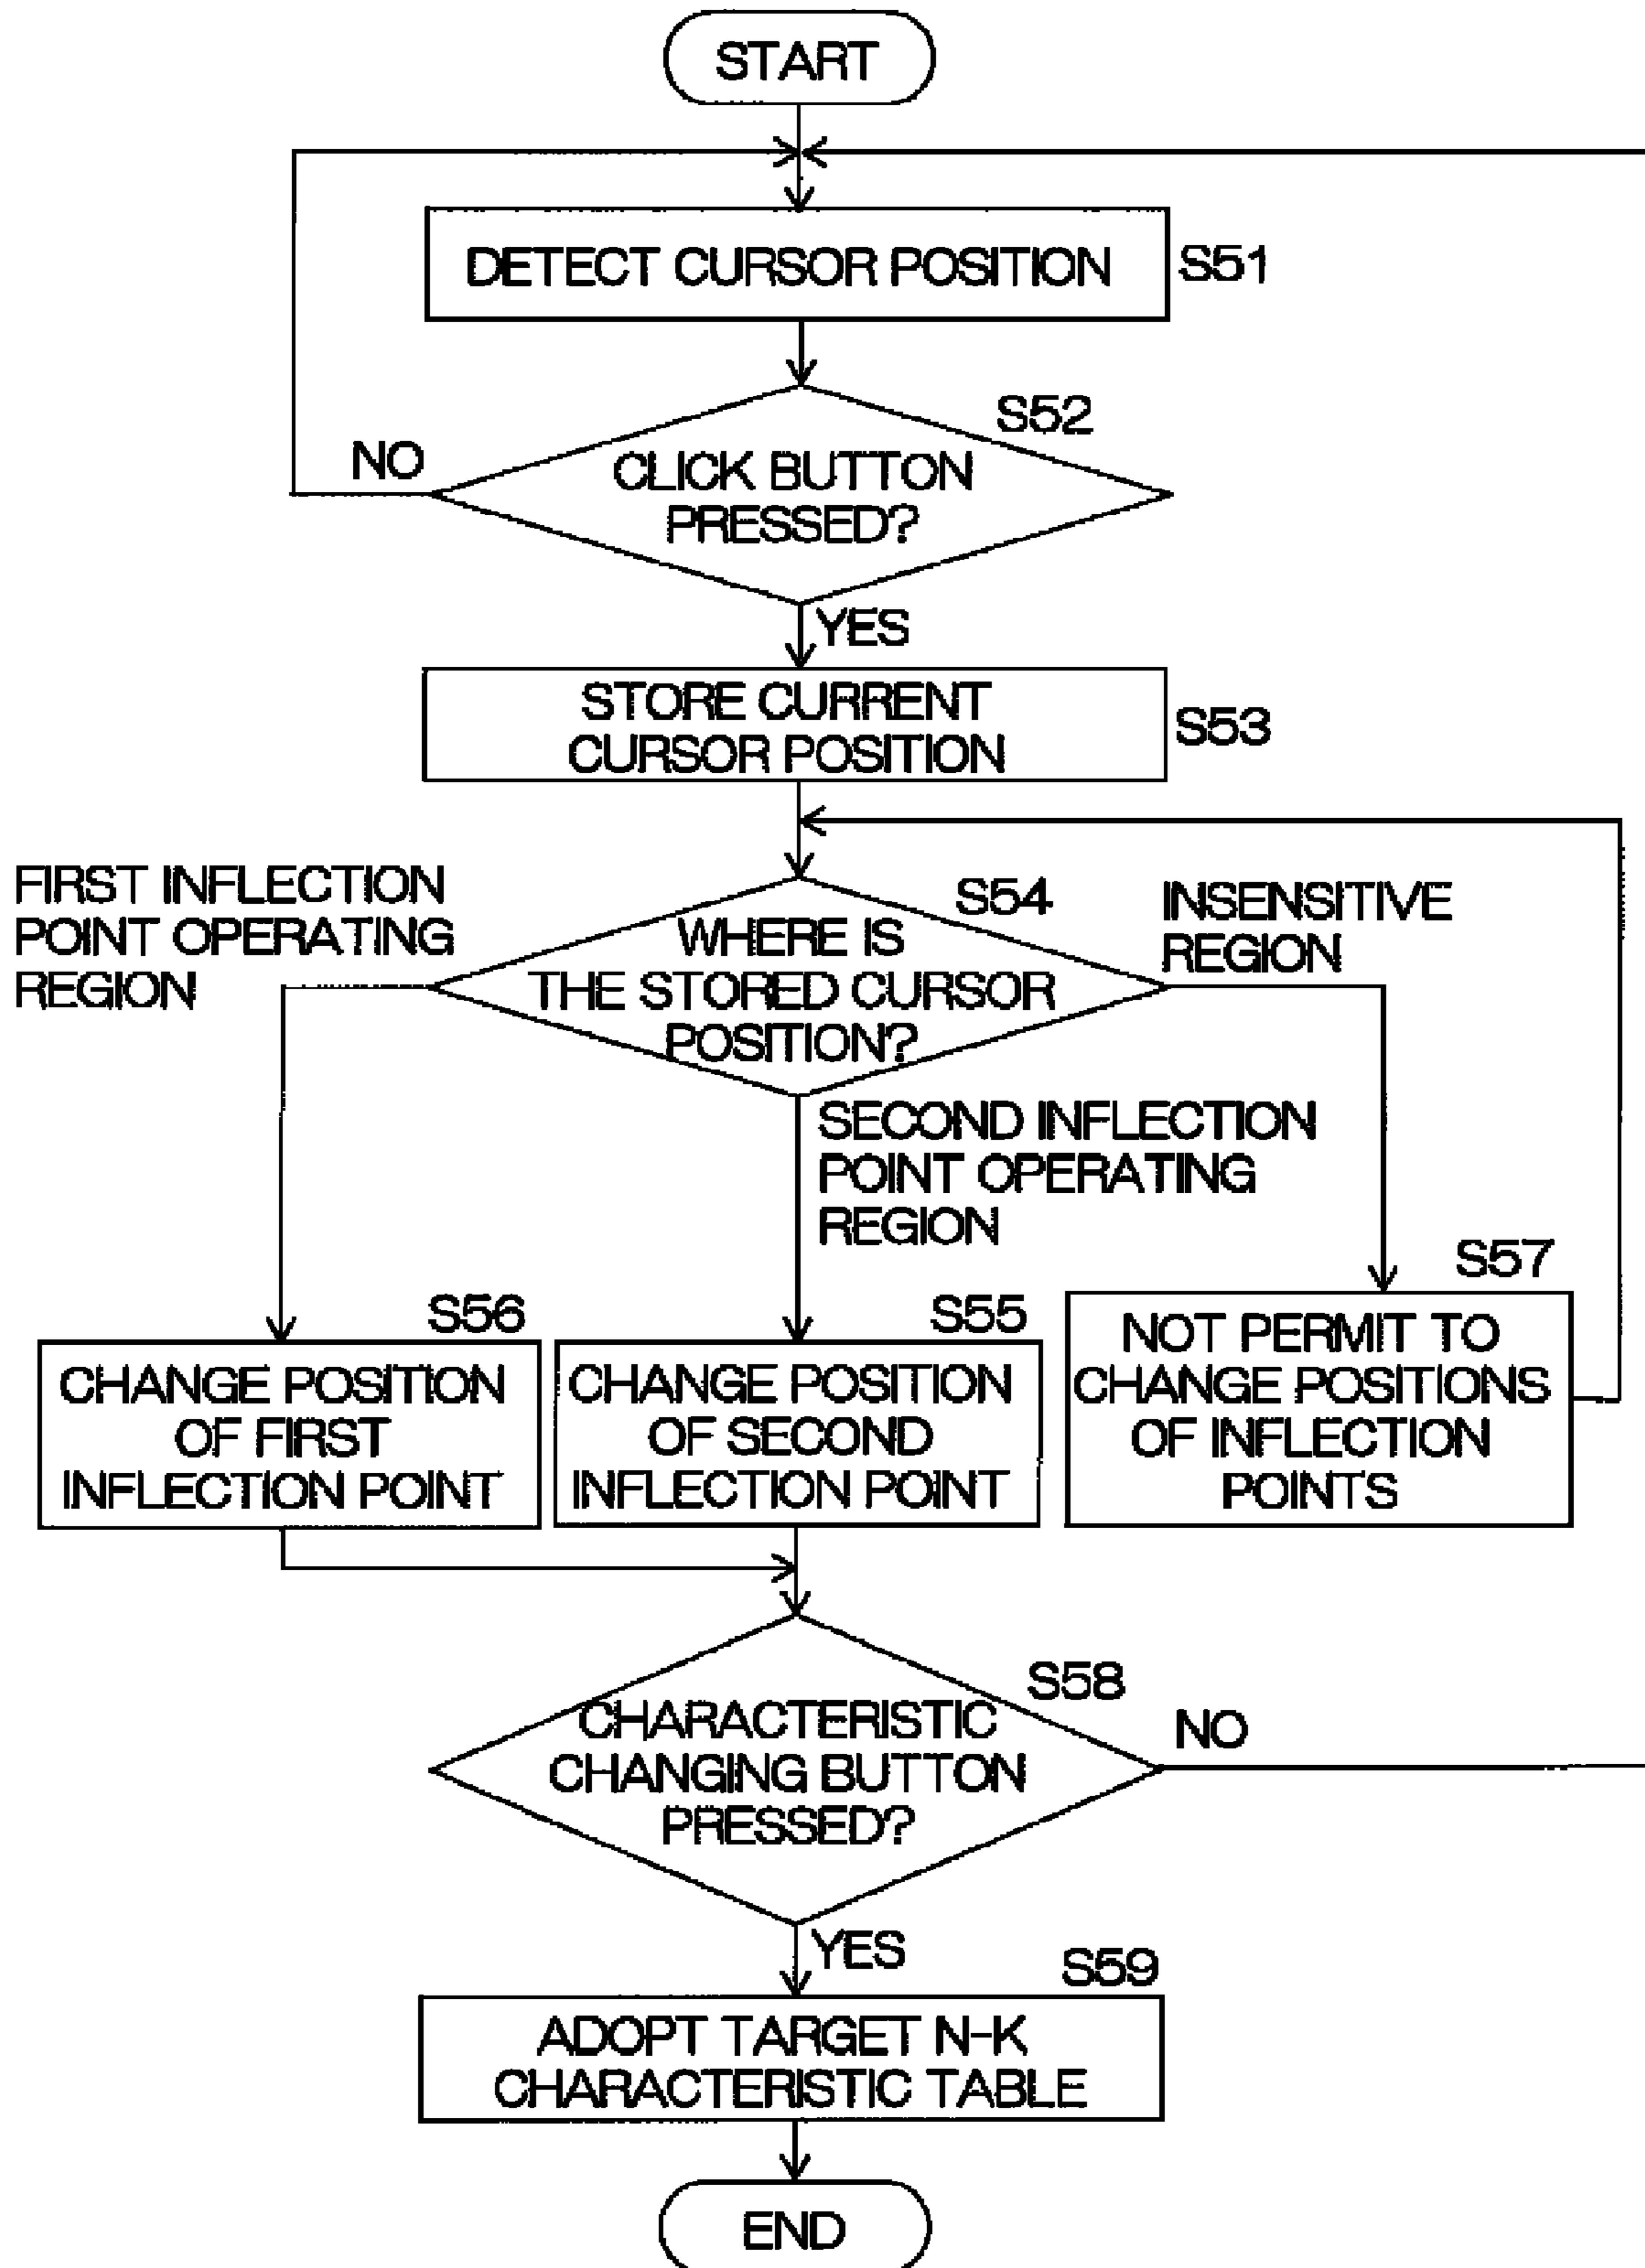 START
DETECT CURSOR POSITION
S51
S52
NO
CLICK BUTTON
PRESSED?
YES
STORE CURRENT
CURSOR POSITION
S53
FIRST INFLECTION
POINT OPERATING
REGION
S54
WHERE IS
THE STORED CURSOR
POSITION?
INSENSITIVE
REGION
SECOND INFLECTION
POINT OPERATING
REGION
S56
CHANGE POSITION
OF FIRST
INFLECTION POINT
S55
CHANGE POSITION
OF SECOND
INFLECTION POINT
S57
NOT PERMIT TO
CHANGE POSITIONS
OF INFLECTION
POINTS
S58
CHARACTERISTIC
CHANGING BUTTON
PRESSED?
NO
YES
S59
ADOPT TARGET N-K
CHARACTERISTIC TABLE
END